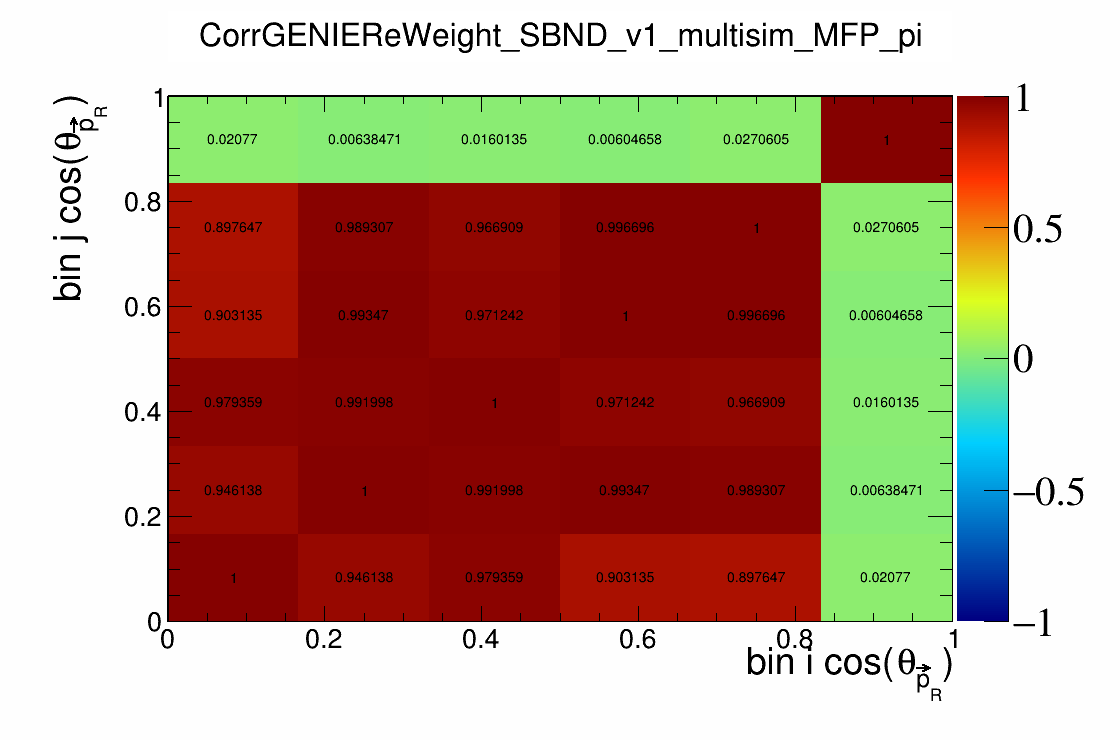 CorrGENIEReWeight_SBND_v1_multisim_MFP_pi
bin j cos(θ_p⃗_R)
1
0.8
0.6
0.4
0.2
0
0.02077 0.00638471 0.0160135 0.00604658 0.0270605 1
0.897647 0.989307 0.966909 0.996696 1 0.0270605
0.903135 0.99347 0.971242 1 0.996696 0.00604658
0.979359 0.991998 1 0.971242 0.966909 0.0160135
0.946138 1 0.991998 0.99347 0.989307 0.00638471
1 0.946138 0.979359 0.903135 0.897647 0.02077
0 0.2 0.4 0.6 0.8 1
bin i cos(θ_p⃗_R)
1
0.5
0
−0.5
−1